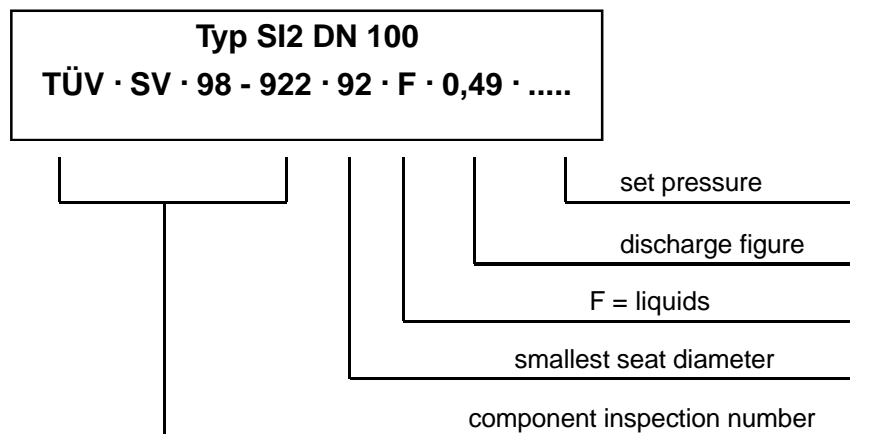 Typ SI2 DN 100
TÜV · SV · 98 - 922 · 92 · F · 0,49 · .....
set pressure
discharge figure
F = liquids
smallest seat diameter
component inspection number